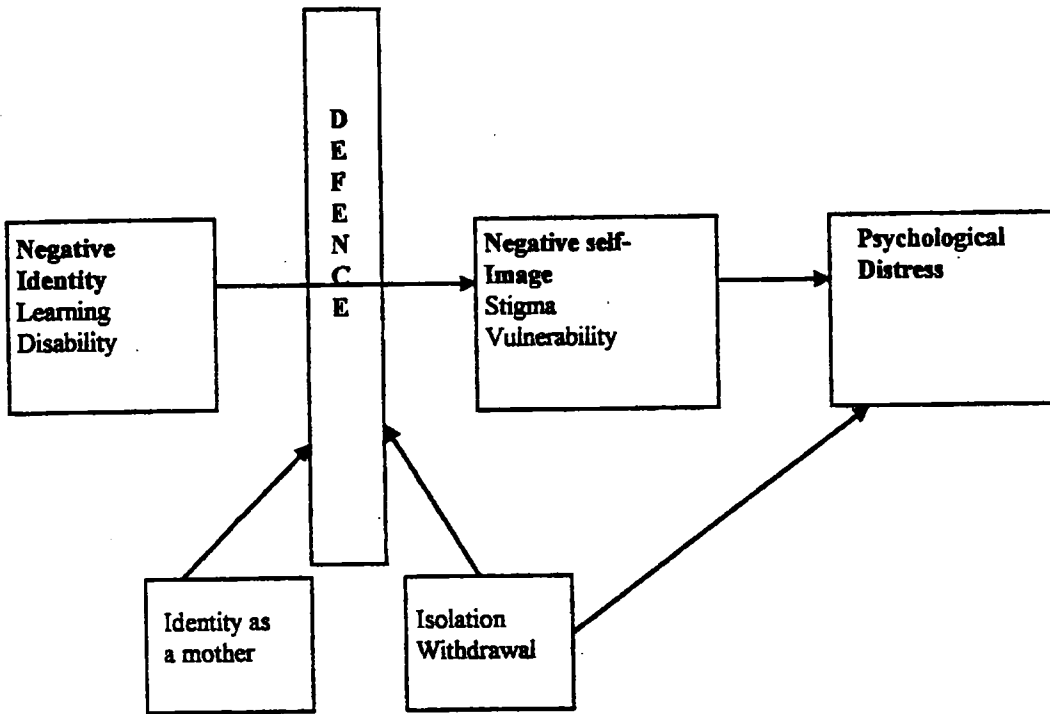 D
E
F
E
N
C
E
Negative
Identity
Learning
Disability
Negative self-
Image
Stigma
Vulnerability
Psychological
Distress
Identity as
a mother
Isolation
Withdrawal